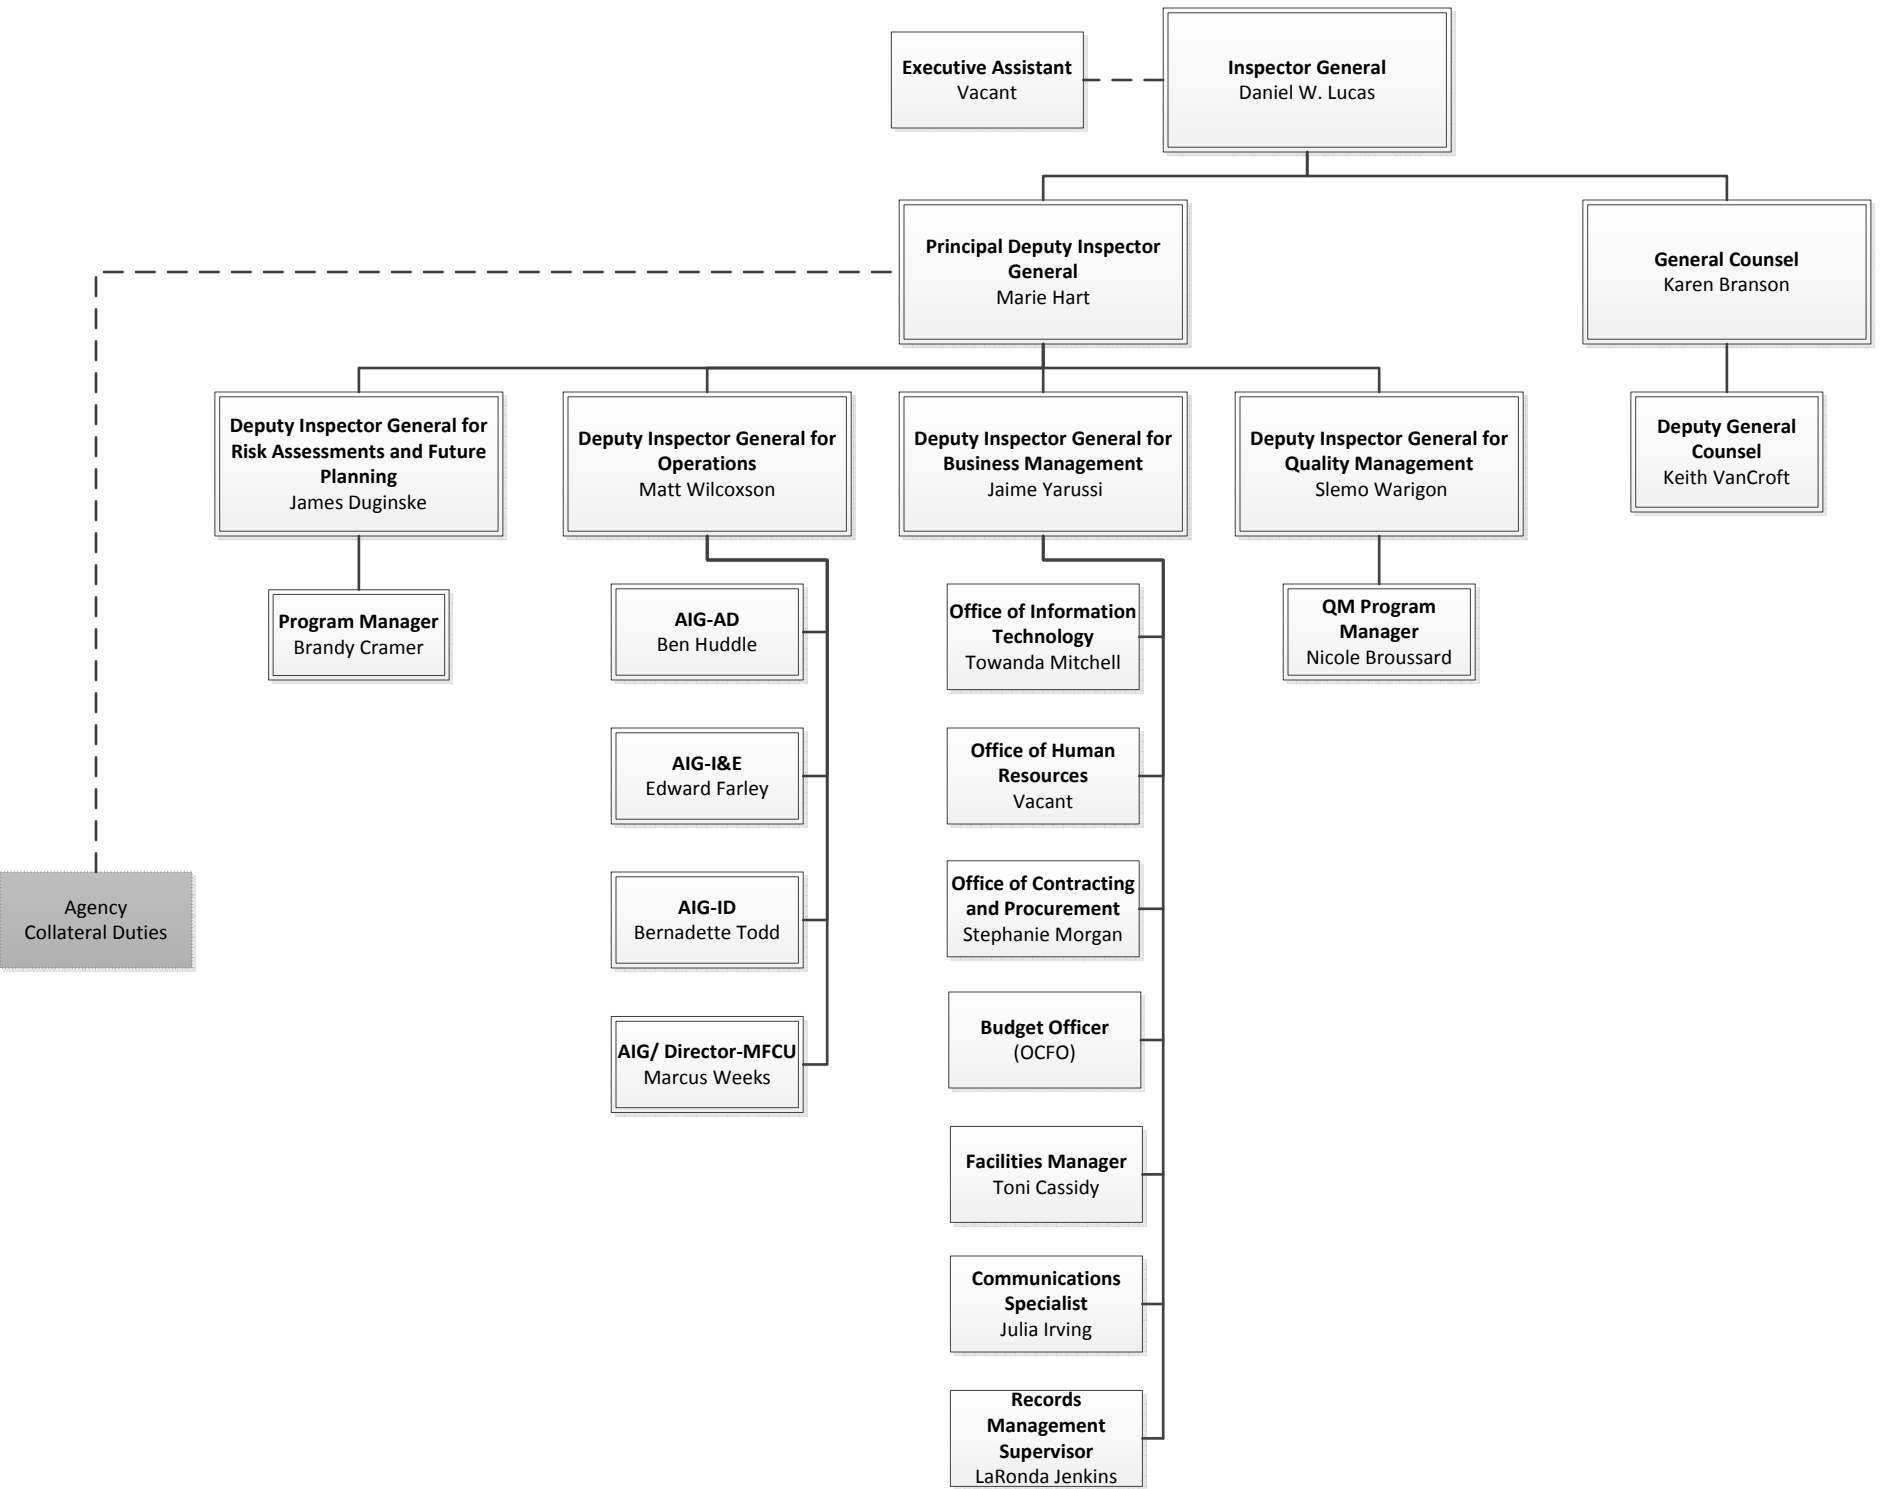 Executive Assistant
Vacant
Inspector General
Daniel W. Lucas
Principal Deputy Inspector
General
Marie Hart
General Counsel
Karen Branson
Deputy Inspector General for
Risk Assessments and Future
Planning
James Duginske
Deputy Inspector General for
Operations
Matt Wilcoxson
Deputy Inspector General for
Business Management
Jaime Yarussi
Deputy Inspector General for
Quality Management
Slemo Warigon
Deputy General
Counsel
Keith VanCroft
Program Manager
Brandy Cramer
AIG-AD
Ben Huddle
Office of Information
Technology
Towanda Mitchell
QM Program
Manager
Nicole Broussard
AIG-I&E
Edward Farley
Office of Human
Resources
Vacant
Agency
Collateral Duties
AIG-ID
Bernadette Todd
Office of Contracting
and Procurement
Stephanie Morgan
AIG/ Director-MFCU
Marcus Weeks
Budget Officer
(OCFO)
Facilities Manager
Toni Cassidy
Communications
Specialist
Julia Irving
Records
Management
Supervisor
LaRonda Jenkins